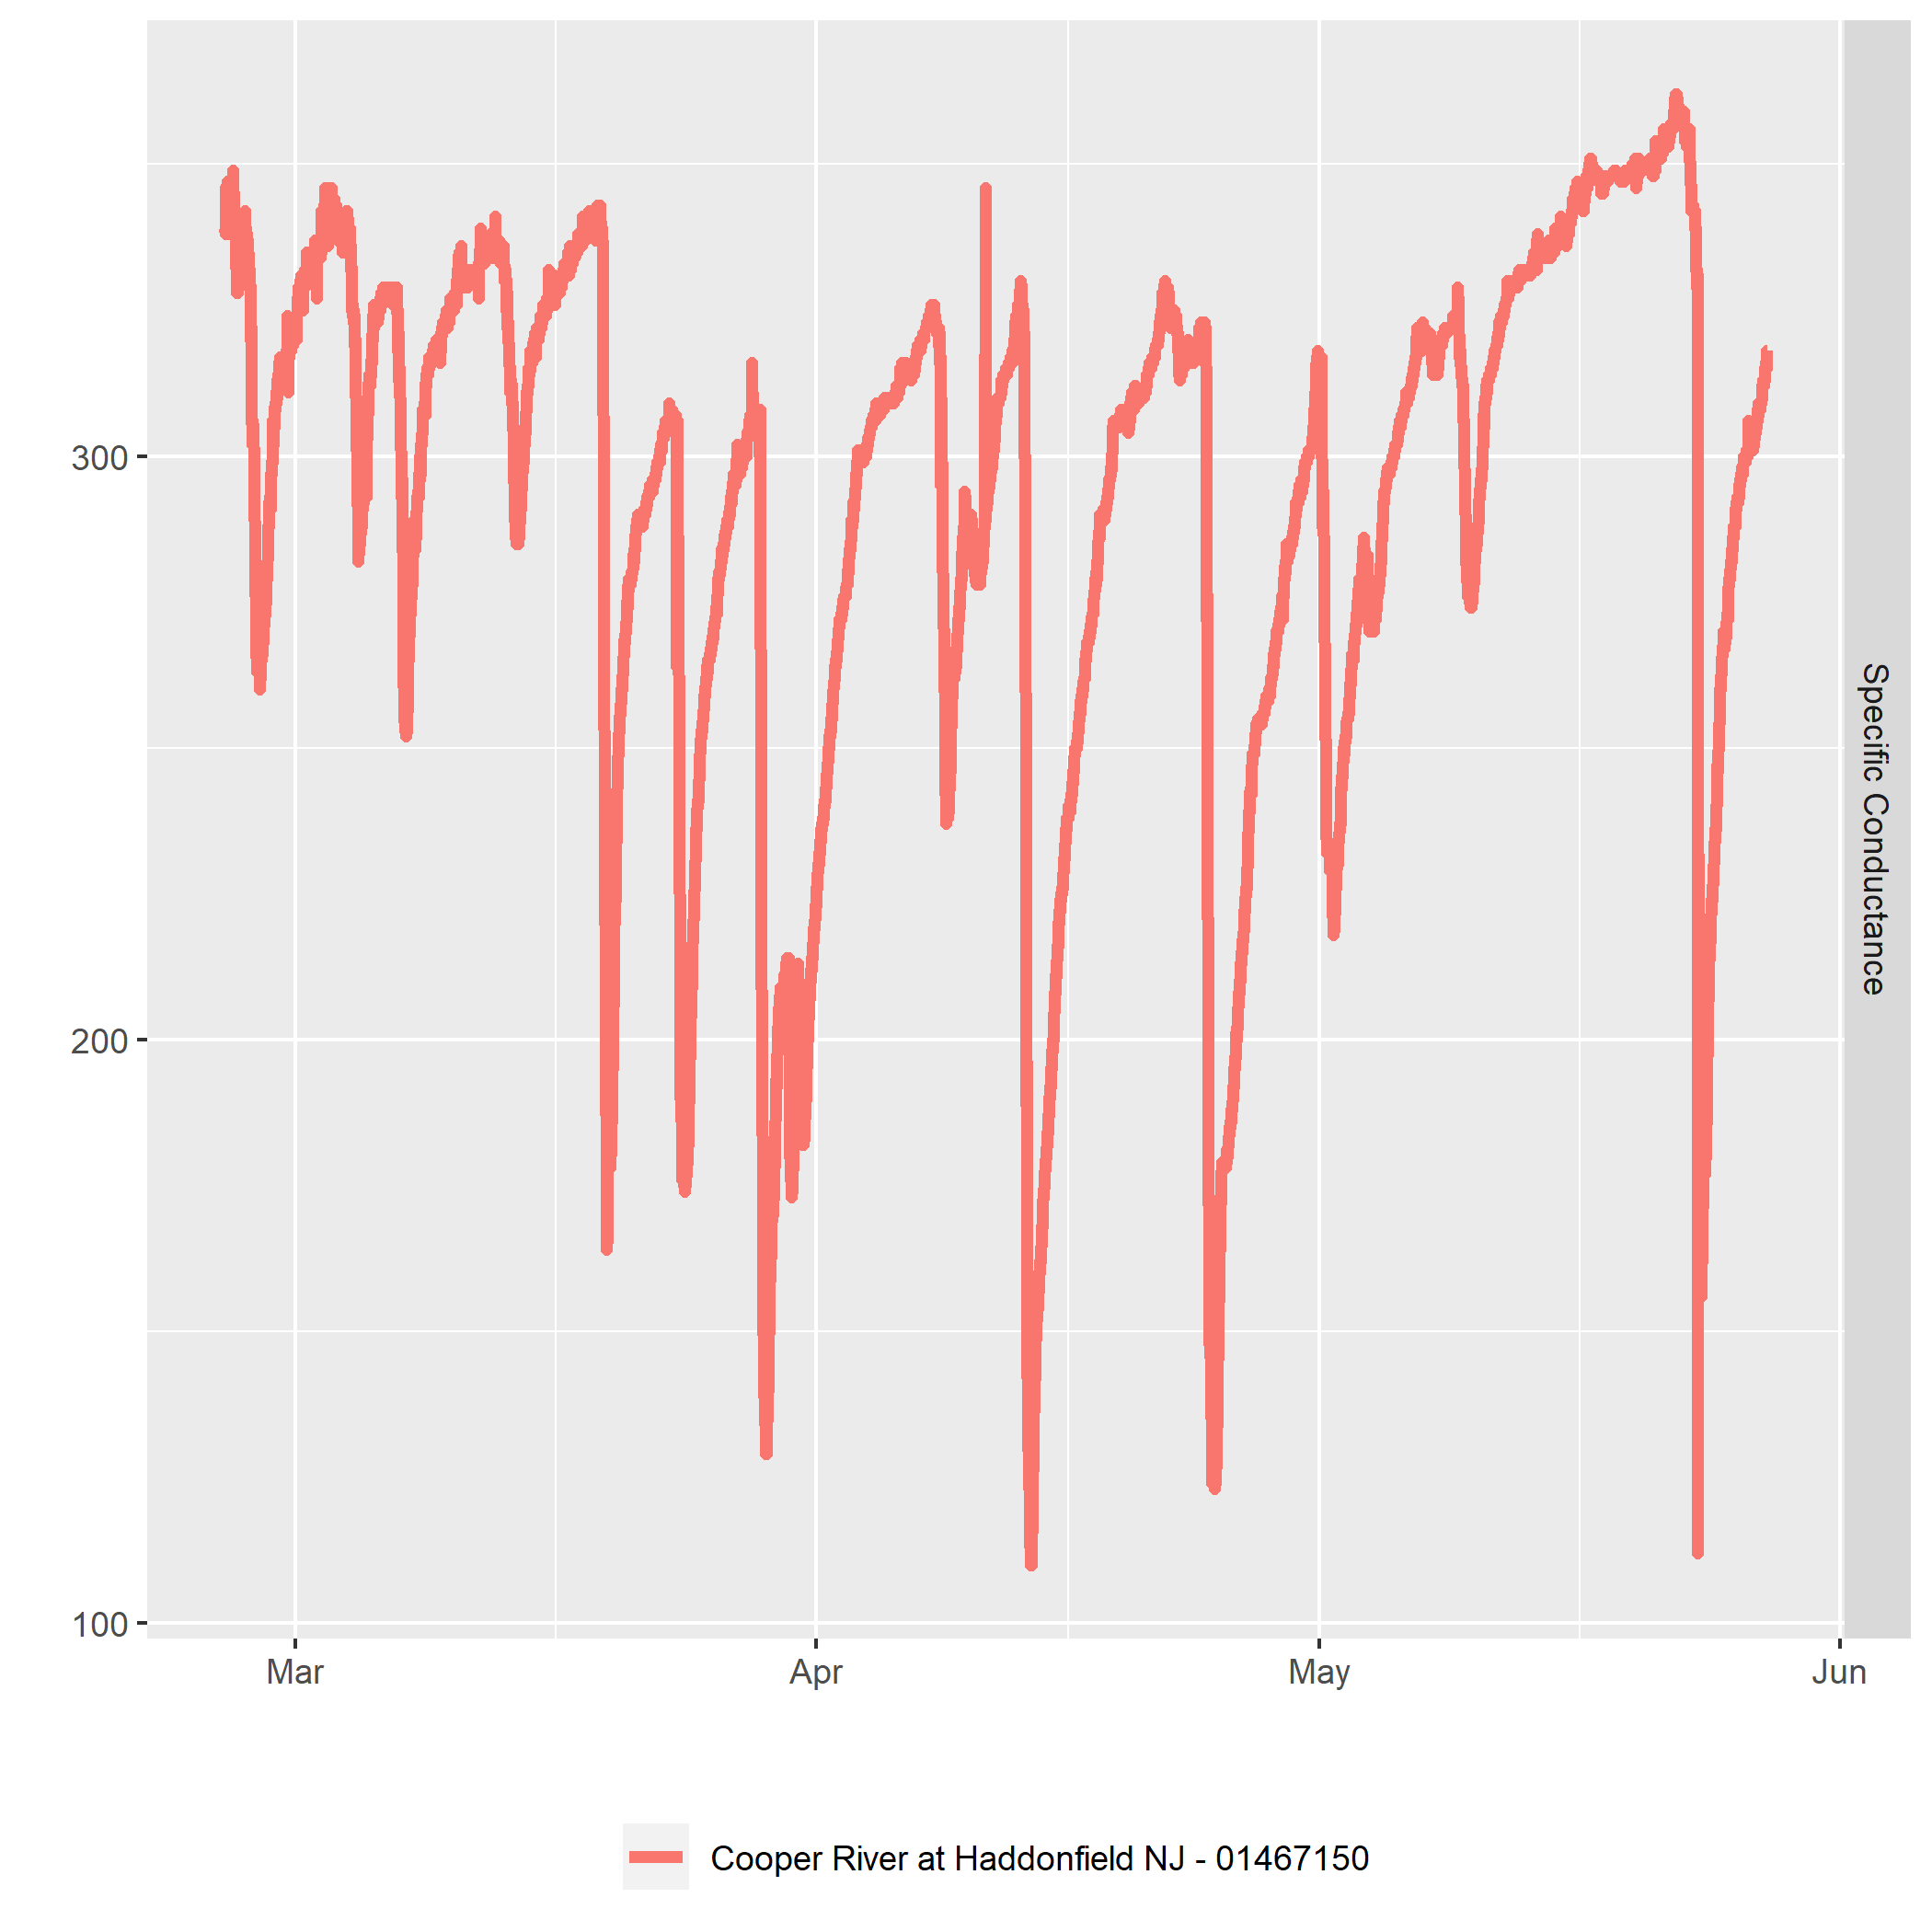 300
200
100
Mar
Apr
May
Jun
Specific Conductance
Cooper River at Haddonfield NJ - 01467150